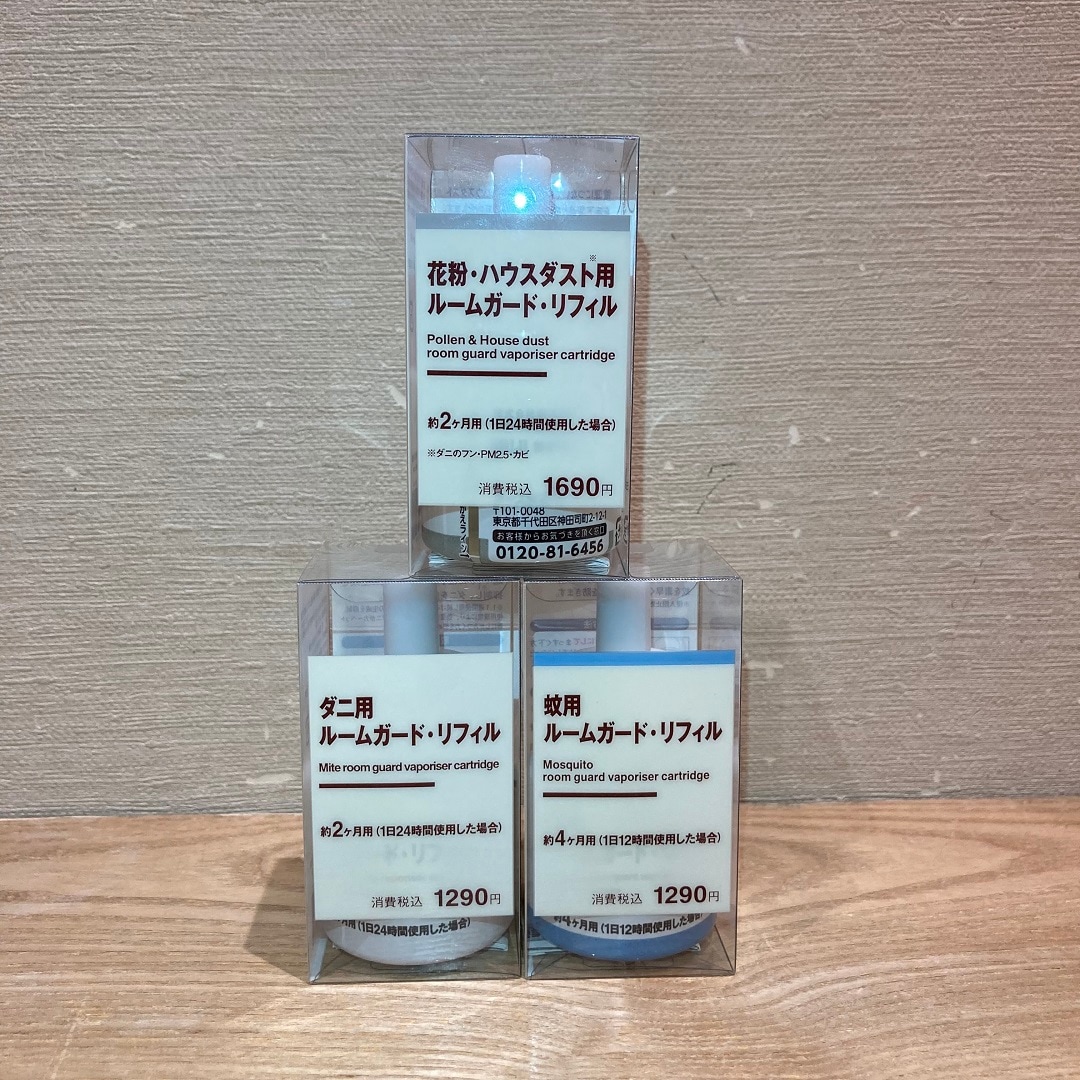 花粉・ハウスダスト※用
ルームガード・リフィル
Pollen & House dust
room guard vaporiser cartridge
約2ヶ月用(1日24時間使用した場合)
※ダニのフン・PM2.5・カビ
消費税込 1690円
〒101-0048
東京都千代田区神田司町2-12-1
お客様からお気づきを頂く窓口
0120-81-6456
ダニ用
ルームガード・リフィル
Mite room guard vaporiser cartridge
約2ヶ月用(1日24時間使用した場合)
消費税込 1290円
月用(1日24時間使用した場合)
蚊用
ルームガード・リフィル
Mosquito
room guard vaporiser cartridge
約4ヶ月用(1日12時間使用した場合)
消費税込 1290円
約4ヶ月用(1日12時間使用した場合)